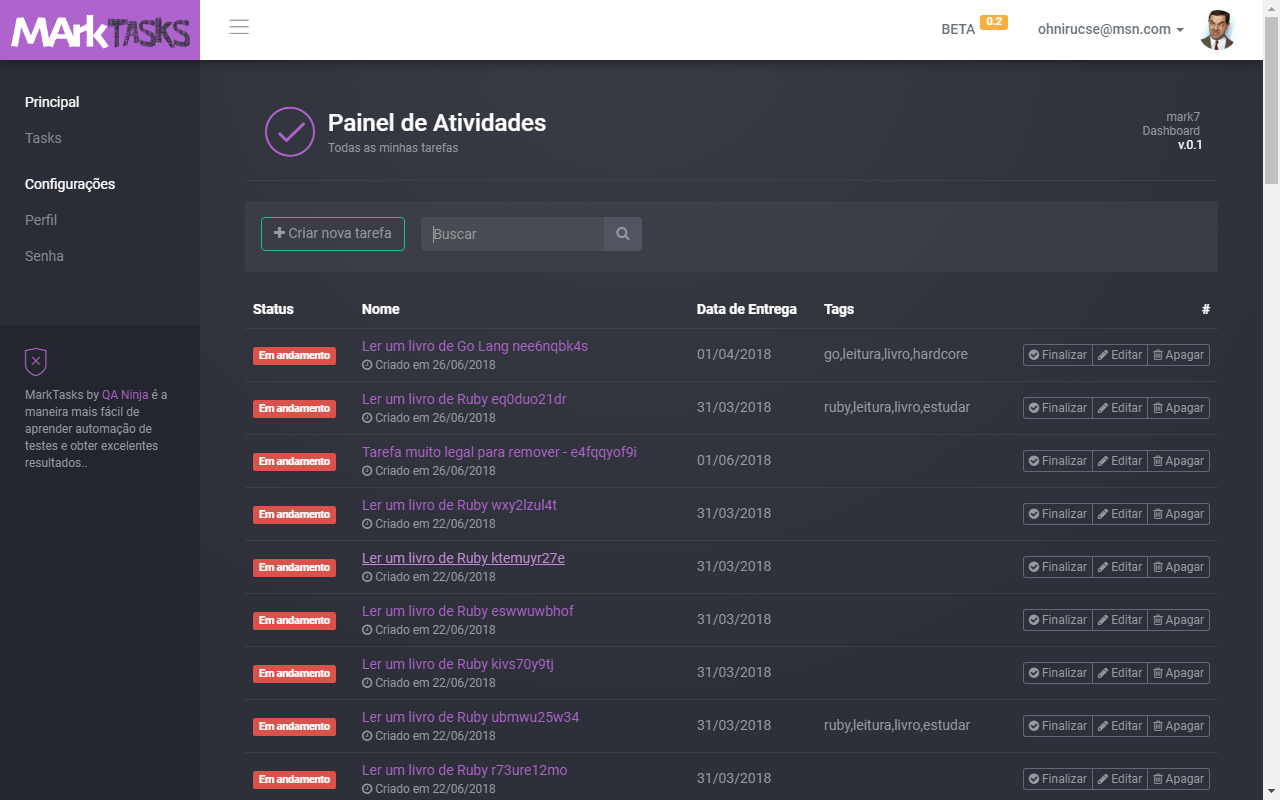 MArkTASKS
BETA 0.2
ohnirucse@msn.com
Principal
Tasks
Configurações
Perfil
Senha
MarkTasks by QA Ninja é a
maneira mais fácil de
aprender automação de
testes e obter excelentes
resultados..
Painel de Atividades
Todas as minhas tarefas
mark7
Dashboard
v.0.1
Criar nova tarefa
Buscar
Status Nome Data de Entrega Tags #
Em andamento Ler um livro de Go Lang nee6nqbk4s 01/04/2018 go,leitura,livro,hardcore Finalizar Editar Apagar
Criado em 26/06/2018
Em andamento Ler um livro de Ruby eq0duo21dr 31/03/2018 ruby,leitura,livro,estudar Finalizar Editar Apagar
Criado em 26/06/2018
Em andamento Tarefa muito legal para remover - e4fqqyof9i 01/06/2018 Finalizar Editar Apagar
Criado em 26/06/2018
Em andamento Ler um livro de Ruby wxy2lzul4t 31/03/2018 Finalizar Editar Apagar
Criado em 22/06/2018
Em andamento Ler um livro de Ruby ktemuyr27e 31/03/2018 Finalizar Editar Apagar
Criado em 22/06/2018
Em andamento Ler um livro de Ruby eswwuwbhof 31/03/2018 Finalizar Editar Apagar
Criado em 22/06/2018
Em andamento Ler um livro de Ruby kivs70y9tj 31/03/2018 Finalizar Editar Apagar
Criado em 22/06/2018
Em andamento Ler um livro de Ruby ubmwu25w34 31/03/2018 ruby,leitura,livro,estudar Finalizar Editar Apagar
Criado em 22/06/2018
Em andamento Ler um livro de Ruby r73ure12mo 31/03/2018 Finalizar Editar Apagar
Criado em 22/06/2018